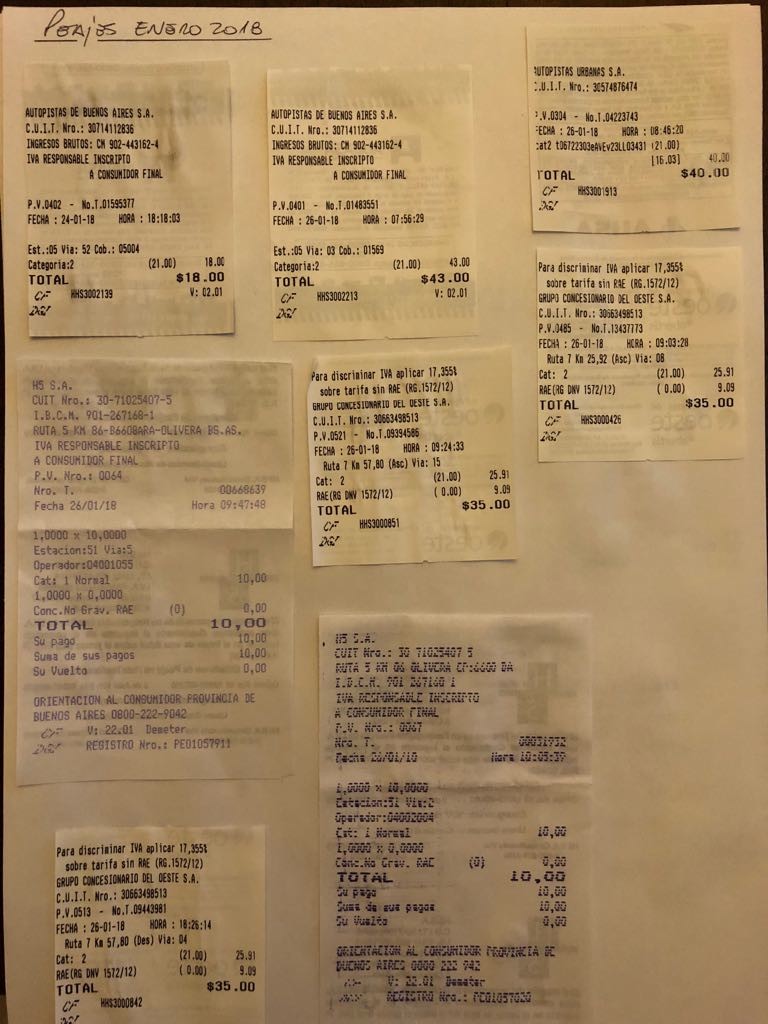 PEAJES ENERO 2018
AUTOPISTAS DE BUENOS AIRES S.A.
C.U.I.T. Nro.: 30714112836
INGRESOS BRUTOS: CM 902-443162-4
IVA RESPONSABLE INSCRIPTO
A CONSUMIDOR FINAL
P.V.0402 - No.T.01595377
FECHA : 24-01-18 HORA : 18:18:03
Est.:05 Via: 52 Cob.: 05004
Categoria:2 (21.00) 18.00
TOTAL $18.00
CF HHS3002139 V: 02.01
DGI
AUTOPISTAS DE BUENOS AIRES S.A.
C.U.I.T. Nro.: 30714112836
INGRESOS BRUTOS: CM 902-443162-4
IVA RESPONSABLE INSCRIPTO
A CONSUMIDOR FINAL
P.V.0401 - No.T.01483551
FECHA : 26-01-18 HORA : 07:56:29
Est.:05 Via: 03 Cob.: 01569
Categoria:2 (21.00) 43.00
TOTAL $43.00
CF HHS3002213 V: 02.01
DGI
AUTOPISTAS URBANAS S.A.
C.U.I.T. Nro.: 30574876474
P.V.0304 - No.T.04223743
FECHA : 26-01-18 HORA : 08:46:20
cat2 t06722303eAVEv23LL03431 (21.00)
[16.03] 40.00
TOTAL $40.00
CF HHS3001913
DGI
Para discriminar IVA aplicar 17,355%
sobre tarifa sin RAE (RG.1572/12)
GRUPO CONCESIONARIO DEL OESTE S.A.
C.U.I.T. Nro.: 30663498513
P.V.0485 - No.T.13437773
FECHA : 26-01-18 HORA : 09:03:28
Ruta 7 Km 25,92 (Asc) Via: 08
Cat: 2 (21.00) 25.91
RAE(RG DNV 1572/12) ( 0.00) 9.09
TOTAL $35.00
CF HHS3000426
DGI
H5 S.A.
CUIT Nro.: 30-71025407-5
I.B.C.M. 901-267168-1
RUTA 5 KM 86-B6608ARA-OLIVERA BS.AS.
IVA RESPONSABLE INSCRIPTO
A CONSUMIDOR FINAL
P.V. Nro.: 0064
Nro. T. 00668639
Fecha 26/01/18 Hora 09:47:48
1,0000 x 10,0000
Estacion:51 Via:5
Operador:04001055
Cat: 1 Normal 10,00
1,0000 x 0,0000
Conc.No Grav. RAE (0) 0,00
TOTAL 10,00
Su pago 10,00
Suma de sus pagos 10,00
Su Vuelto 0,00
ORIENTACION AL CONSUMIDOR PROVINCIA DE
BUENOS AIRES 0800-222-9042
CF V: 22.01 Demeter
DGI REGISTRO Nro.: PE01057911
Para discriminar IVA aplicar 17,355%
sobre tarifa sin RAE (RG.1572/12)
GRUPO CONCESIONARIO DEL OESTE S.A.
C.U.I.T. Nro.: 30663498513
P.V.0521 - No.T.09394586
FECHA : 26-01-18 HORA : 09:24:33
Ruta 7 Km 57,80 (Asc) Via: 15
Cat: 2 (21.00) 25.91
RAE(RG DNV 1572/12) ( 0.00) 9.09
TOTAL $35.00
CF HHS3000851
DGI
H5 S.A.
CUIT Nro.: 30 71025407 5
RUTA 5 KM 86 OLIVERA CP:6608 BA
I.B.C.M. 901 267168 1
IVA RESPONSABLE INSCRIPTO
A CONSUMIDOR FINAL
P.V. Nro.: 0067
Nro. T.
Fecha 26/01/18 Hora
1,0000 x 10,0000
Estacion:51 Via:2
Operador:04002004
Cat: 1 Normal 10,00
1,0000 x 0,0000
Conc.No Grav. RAE (0) 0,00
TOTAL 10,00
Su pago 10,00
Suma de sus pagos 10,00
Su Vuelto 0,00
ORIENTACION AL CONSUMIDOR PROVINCIA DE
BUENOS AIRES 0800 222
V: 22.01 Demeter
REGISTRO Nro.:
Para discriminar IVA aplicar 17,355%
sobre tarifa sin RAE (RG.1572/12)
GRUPO CONCESIONARIO DEL OESTE S.A.
C.U.I.T. Nro.: 30663498513
P.V.0513 - No.T.09443981
FECHA : 26-01-18 HORA : 18:26:14
Ruta 7 Km 57,80 (Des) Via: 04
Cat: 2 (21.00) 25.91
RAE(RG DNV 1572/12) ( 0.00) 9.09
TOTAL $35.00
CF HHS3000842
DGI